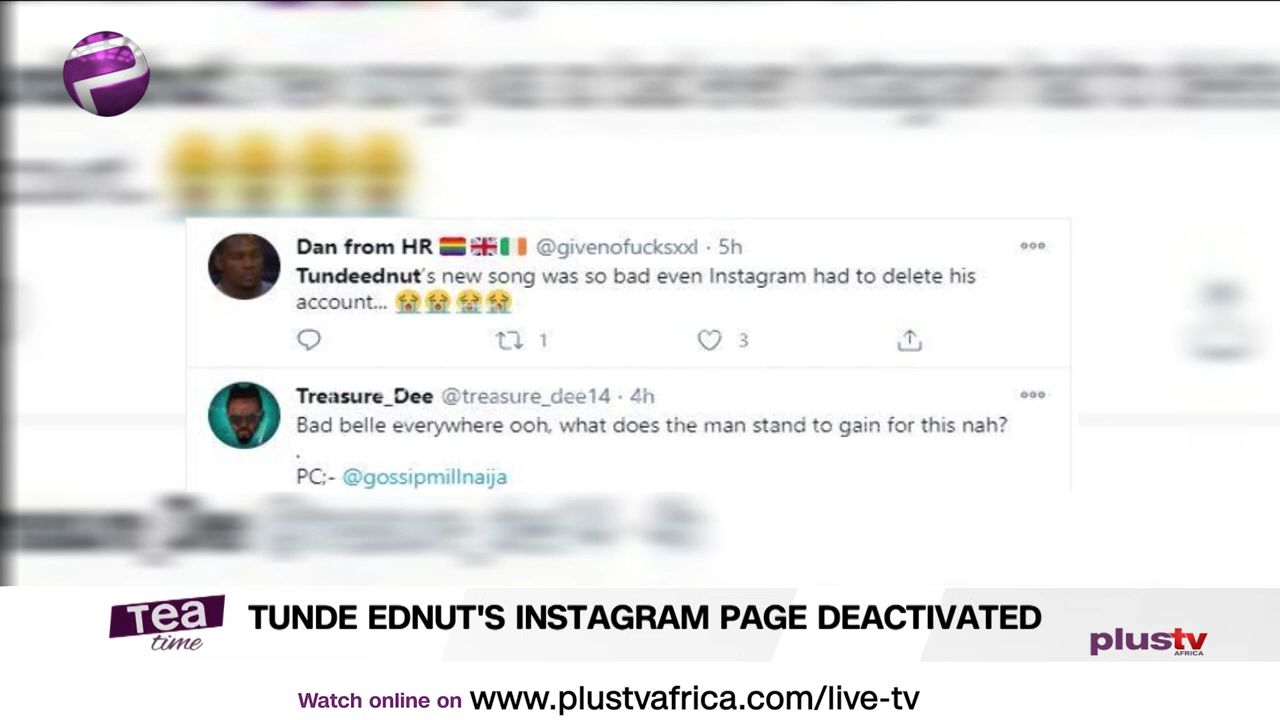 Dan from HR 🏳️‍🌈🇬🇧🇮🇪 @givenofucksxxl · 5h
Tundeednut's new song was so bad even Instagram had to delete his
account... 😭😭😭😭
1 3
Treasure_Dee @treasure_dee14 · 4h
Bad belle everywhere ooh, what does the man stand to gain for this nah?
.
PC;- @gossipmillnaija
Tea
time
TUNDE EDNUT'S INSTAGRAM PAGE DEACTIVATED
plustv
AFRICA
Watch online on www.plustvafrica.com/live-tv